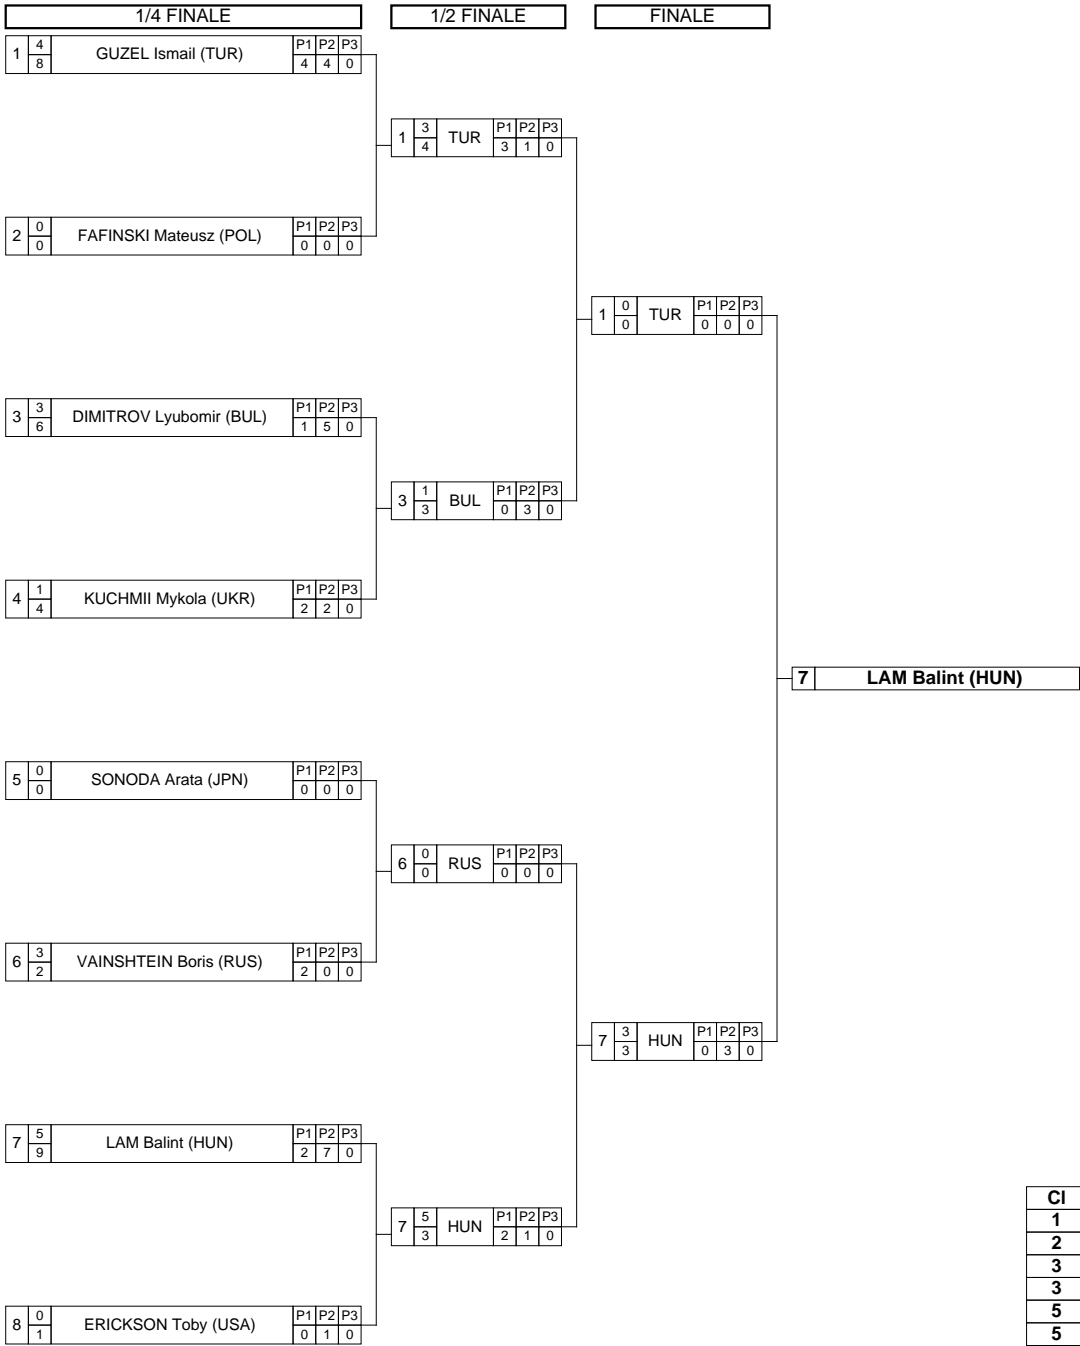 1/4 FINALE 1/2 FINALE FINALE
1 4 8 GUZEL Ismail (TUR) P1 P2 P3 4 4 0
1 3 4 TUR P1 P2 P3 3 1 0
2 0 0 FAFINSKI Mateusz (POL) P1 P2 P3 0 0 0
1 0 0 TUR P1 P2 P3 0 0 0
3 3 6 DIMITROV Lyubomir (BUL) P1 P2 P3 1 5 0
3 1 3 BUL P1 P2 P3 0 3 0
4 1 4 KUCHMII Mykola (UKR) P1 P2 P3 2 2 0
7 LAM Balint (HUN)
5 0 0 SONODA Arata (JPN) P1 P2 P3 0 0 0
6 0 0 RUS P1 P2 P3 0 0 0
6 3 2 VAINSHTEIN Boris (RUS) P1 P2 P3 2 0 0
7 3 3 HUN P1 P2 P3 0 3 0
7 5 9 LAM Balint (HUN) P1 P2 P3 2 7 0
7 5 3 HUN P1 P2 P3 2 1 0
8 0 1 ERICKSON Toby (USA) P1 P2 P3 0 1 0
Cl
1
2
3
3
5
5